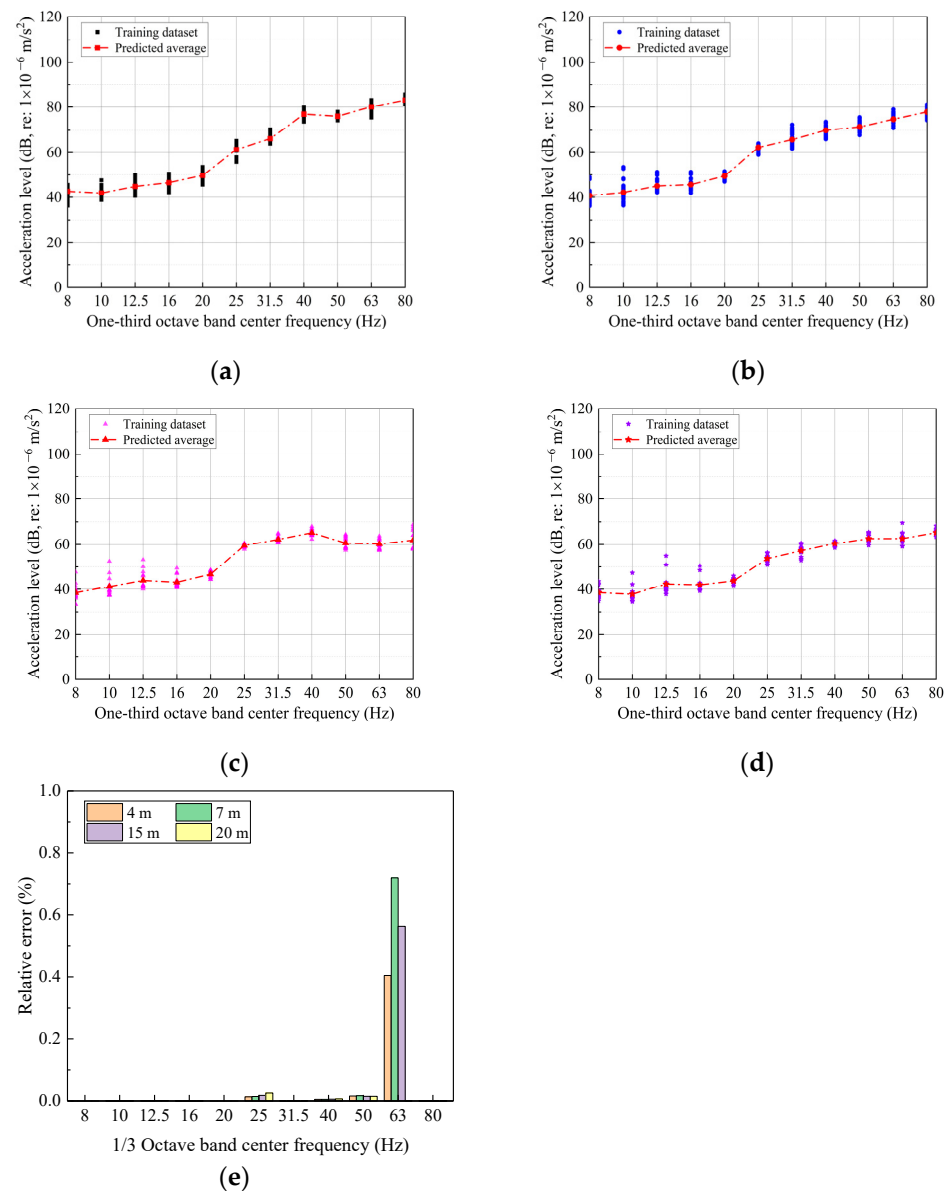 120
100
80
60
40
20
0
Acceleration level (dB, re: 1×10⁻⁶ m/s²)
Training dataset
Predicted average
8 10 12.5 16 20 25 31.5 40 50 63 80
One-third octave band center frequency (Hz)
(a)
120
100
80
60
40
20
0
Acceleration level (dB, re: 1×10⁻⁶ m/s²)
Training dataset
Predicted average
8 10 12.5 16 20 25 31.5 40 50 63 80
One-third octave band center frequency (Hz)
(b)
120
100
80
60
40
20
0
Acceleration level (dB, re: 1×10⁻⁶ m/s²)
Training dataset
Predicted average
8 10 12.5 16 20 25 31.5 40 50 63 80
One-third octave band center frequency (Hz)
(c)
120
100
80
60
40
20
0
Acceleration level (dB, re: 1×10⁻⁶ m/s²)
Training dataset
Predicted average
8 10 12.5 16 20 25 31.5 40 50 63 80
One-third octave band center frequency (Hz)
(d)
1.0
0.8
0.6
0.4
0.2
0.0
Relative error (%)
4 m 7 m
15 m 20 m
8 10 12.5 16 20 25 31.5 40 50 63 80
1/3 Octave band center frequency (Hz)
(e)